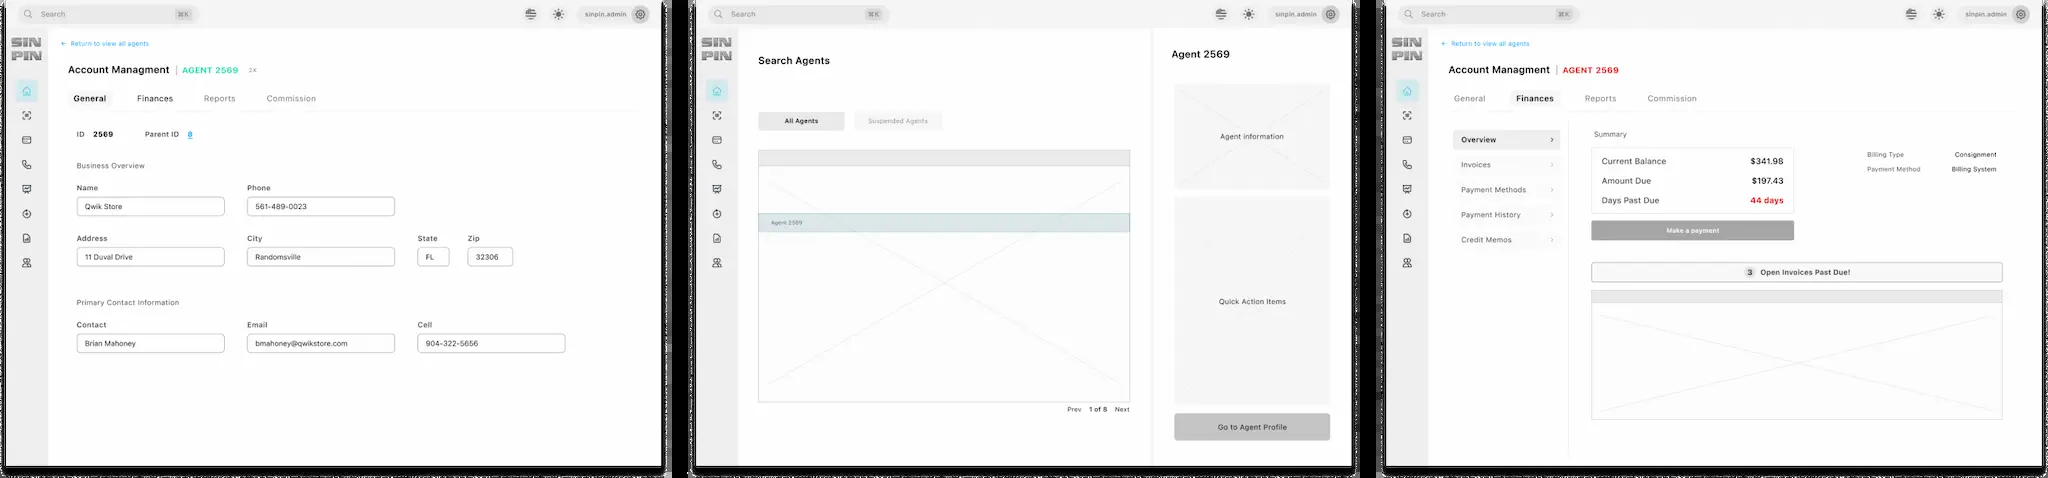 Search ⌘K sinpin.admin
SIN
PIN
← Return to view all agents
Account Managment | AGENT 2569 2X
General Finances Reports Commission
ID 2569 Parent ID 8
Business Overview
Name Phone
Qwik Store 561-489-0023
Address City State Zip
11 Duval Drive Randomsville FL 32306
Primary Contact Information
Contact Email Cell
Brian Mahoney bmahoney@qwikstore.com 904-322-5656
Search ⌘K sinpin.admin
SIN
PIN
Search Agents
All Agents Suspended Agents
Agent 2569
Prev 1 of 8 Next
Agent 2569
Agent information
Quick Action Items
Go to Agent Profile
Search ⌘K sinpin.admin
SIN
PIN
← Return to view all agents
Account Managment | AGENT 2569
General Finances Reports Commission
Overview
Invoices
Payment Methods
Payment History
Credit Memos
Summary
Current Balance $341.98
Amount Due $197.43
Days Past Due 44 days
Make a payment
Billing Type Consignment
Payment Method Billing System
3 Open Invoices Past Due!